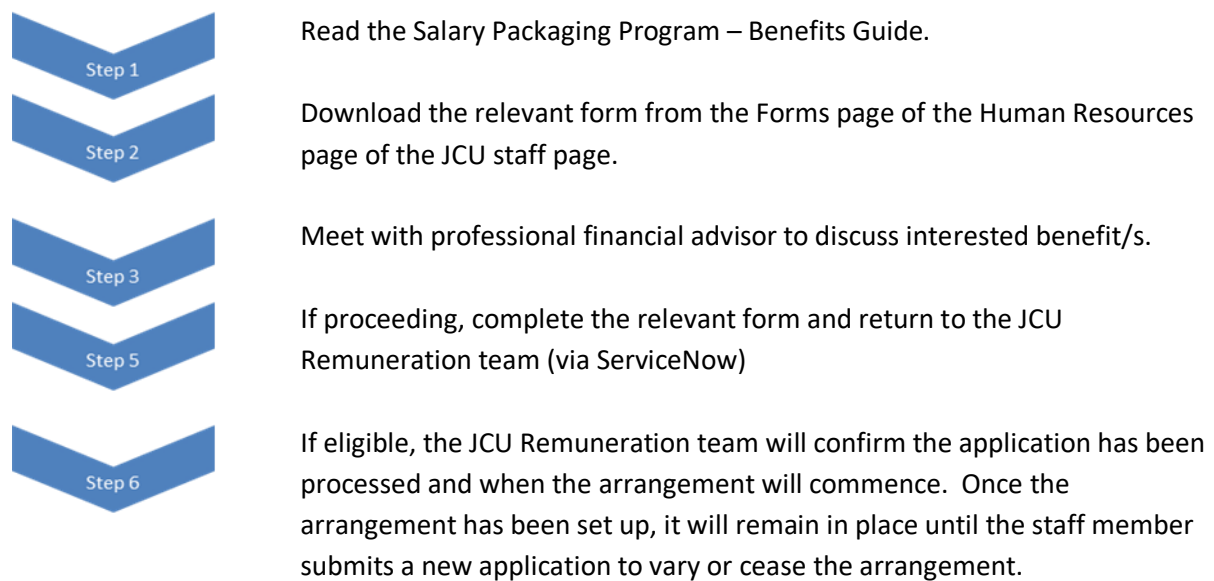 Read the Salary Packaging Program – Benefits Guide.
Step 1
Download the relevant form from the Forms page of the Human Resources
Step 2
page of the JCU staff page.
Meet with professional financial advisor to discuss interested benefit/s.
Step 3
If proceeding, complete the relevant form and return to the JCU
Step 5
Remuneration team (via ServiceNow)
If eligible, the JCU Remuneration team will confirm the application has been
Step 6
processed and when the arrangement will commence.  Once the
arrangement has been set up, it will remain in place until the staff member
submits a new application to vary or cease the arrangement.